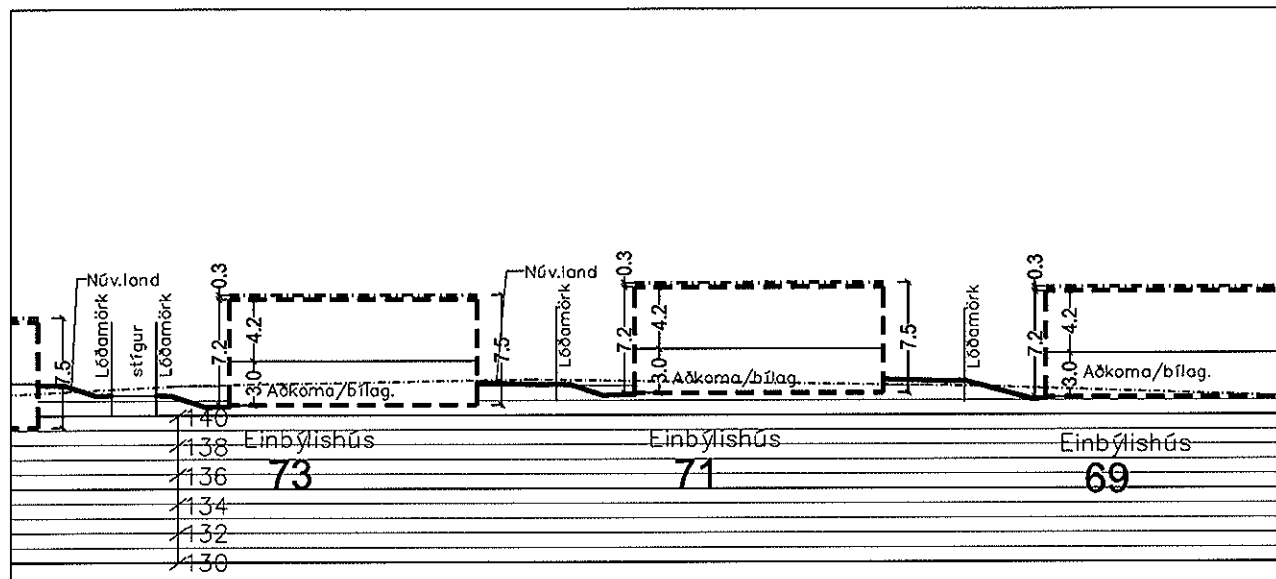 Núv.land
7.5
Lóðamörk
stígur
Lóðamörk
0.3
7.2
4.2
3.0
Aðkoma/bílag.
Einbýlishús
73
Núv.land
7.5
Lóðamörk
0.3
7.2
4.2
3.0
Aðkoma/bílag.
Einbýlishús
71
7.5
Lóðamörk
0.3
7.2
4.2
3.0
Aðkoma/bílag.
Einbýlishús
69
140
138
136
134
132
130